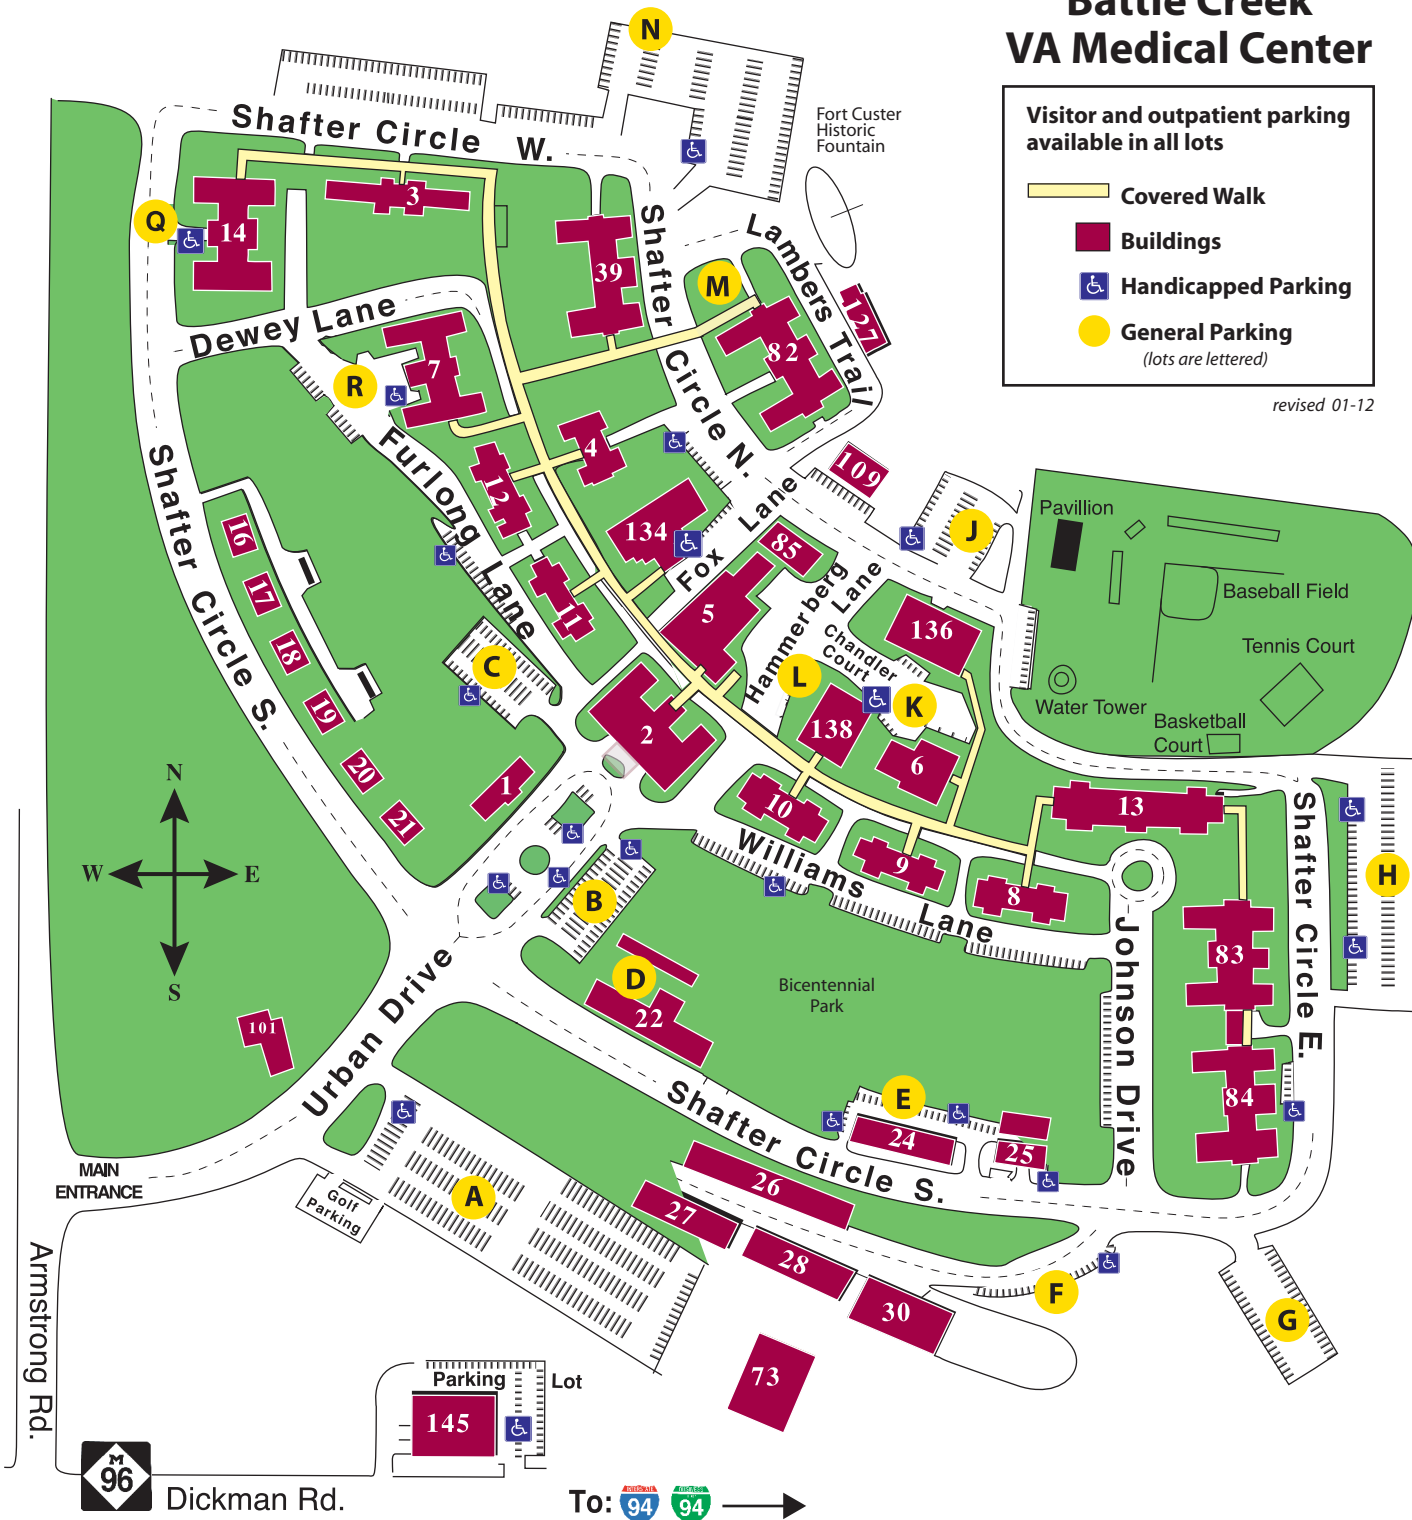 Battle Creek
VA Medical Center
Visitor and outpatient parking
available in all lots
Covered Walk
Buildings
Handicapped Parking
General Parking
(lots are lettered)
revised 01-12
N
Shafter Circle W.
Fort Custer
Historic
Fountain
Q
14
3
39
Shafter Circle N.
M
Lambers Trail
127
82
Dewey Lane
R
7
Furlong Lane
4
12
134
109
Fox Lane
J
85
5
11
Hammerberg Lane
Chandler
Court
136
Pavillion
Baseball Field
Tennis Court
Water Tower
Basketball
Court
Shafter Circle S.
16
17
18
19
20
21
C
L
K
138
6
2
1
10
9
8
13
Williams Lane
N
W
E
S
B
D
22
Bicentennial
Park
Johnson Drive
Shafter Circle E.
H
83
84
101
Urban Drive
MAIN
ENTRANCE
Golf
Parking
A
Shafter Circle S.
E
24
25
26
27
28
30
F
G
73
Armstrong Rd.
Parking Lot
145
M
96
Dickman Rd.
To:
94
94